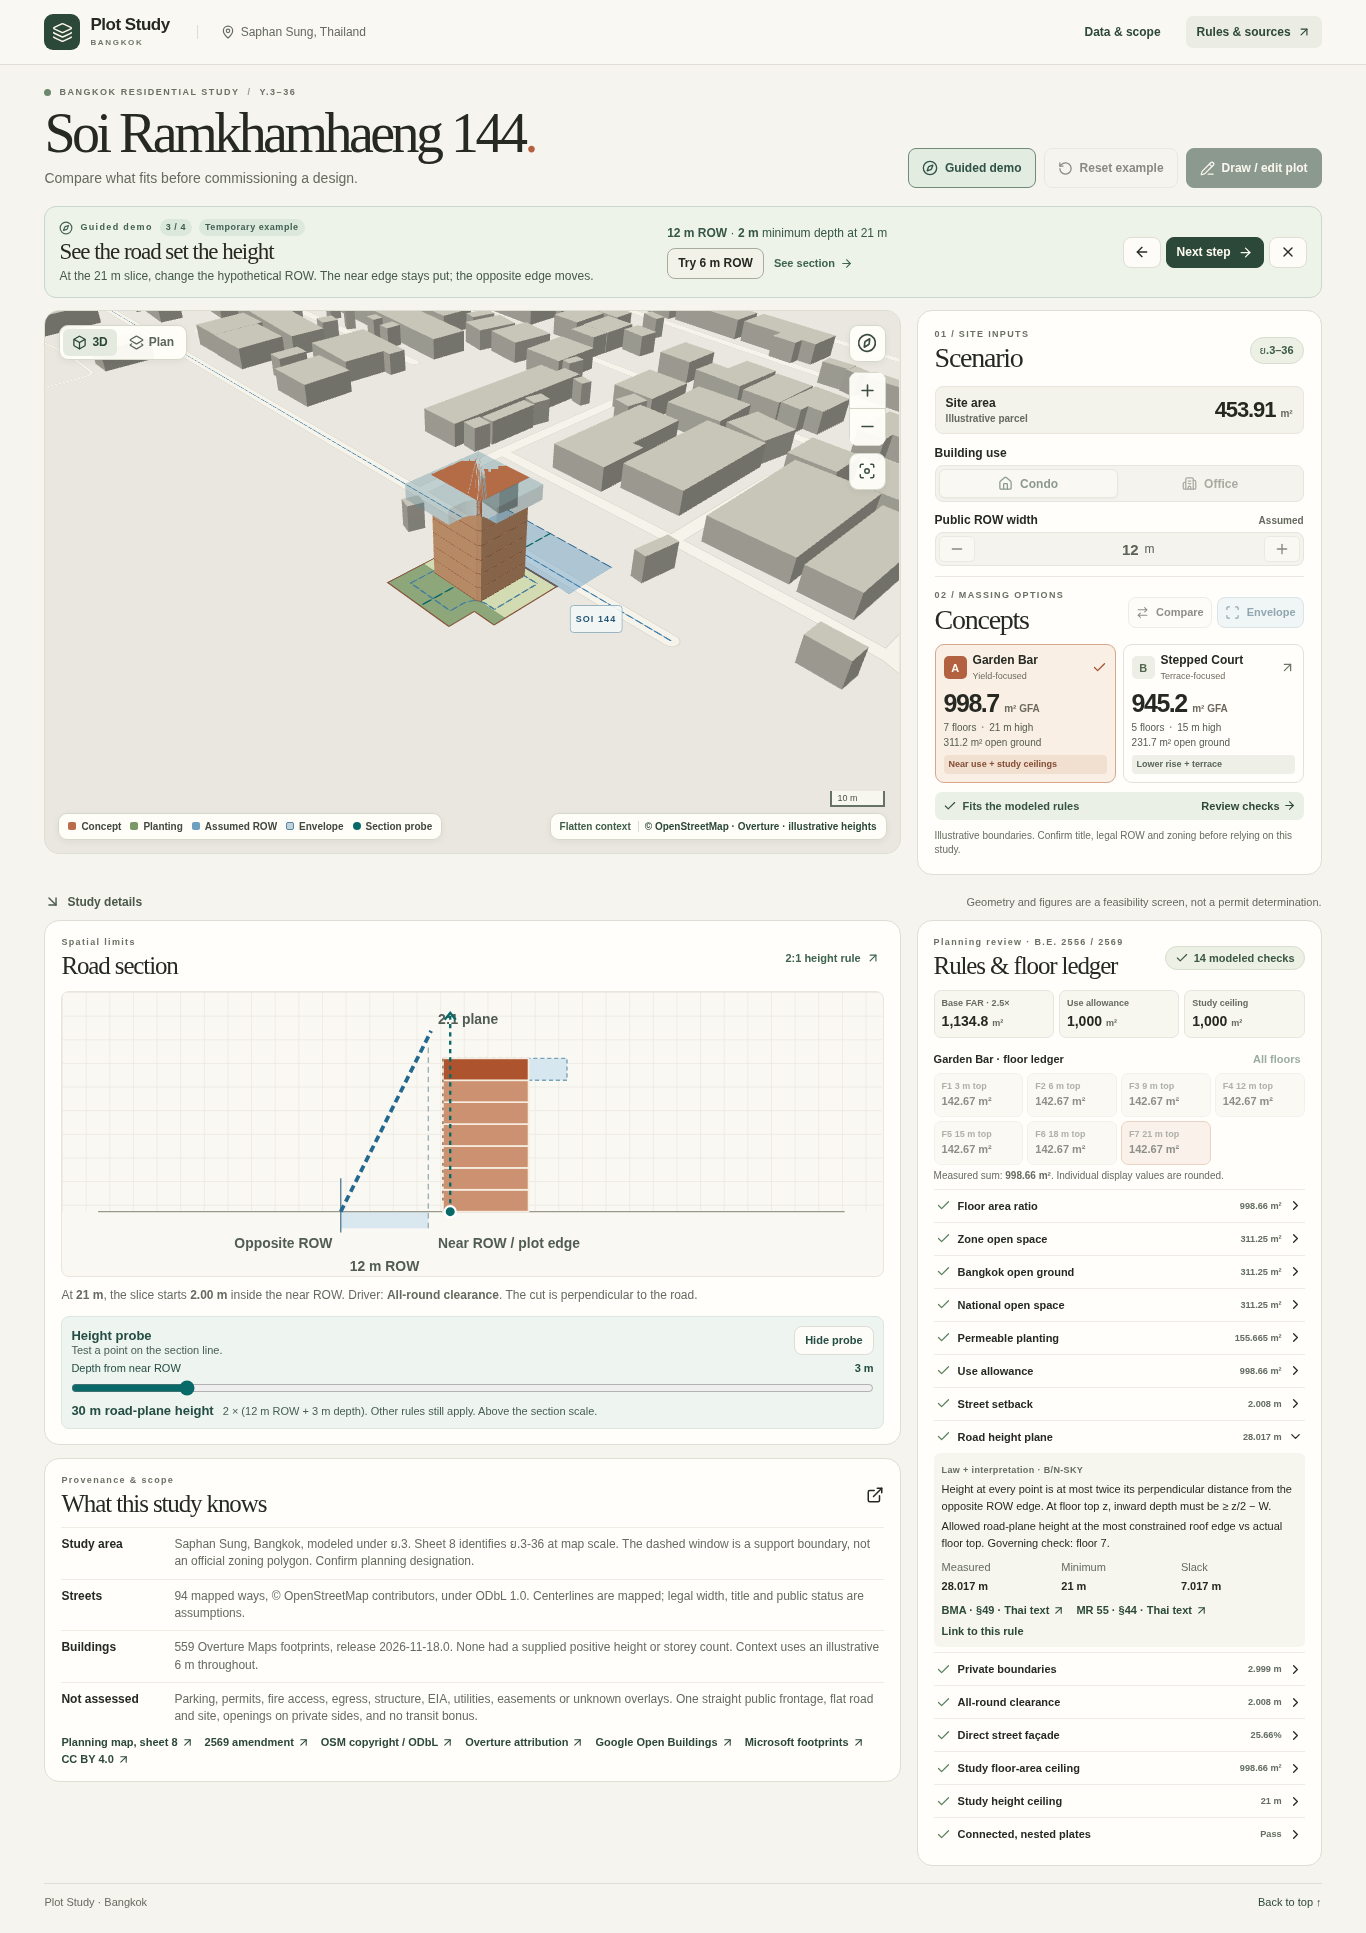 Plot Study
BANGKOK
Saphan Sung, Thailand
Data & scope
Rules & sources
BANGKOK RESIDENTIAL STUDY / Y.3–36
Soi Ramkhamhaeng 144.
Compare what fits before commissioning a design.
Guided demo
Reset example
Draw / edit plot
Guided demo 3 / 4 Temporary example
See the road set the height
At the 21 m slice, change the hypothetical ROW. The near edge stays put; the opposite edge moves.
12 m ROW · 2 m minimum depth at 21 m
Try 6 m ROW
See section
Next step
3D
Plan
SOI 144
10 m
Concept
Planting
Assumed ROW
Envelope
Section probe
Flatten context
© OpenStreetMap · Overture · illustrative heights
01 / SITE INPUTS
Scenario
ย.3–36
Site area
Illustrative parcel
453.91 m²
Building use
Condo
Office
Public ROW width
Assumed
12 m
02 / MASSING OPTIONS
Concepts
Compare
Envelope
A
Garden Bar
Yield-focused
998.7 m² GFA
7 floors · 21 m high
311.2 m² open ground
Near use + study ceilings
B
Stepped Court
Terrace-focused
945.2 m² GFA
5 floors · 15 m high
231.7 m² open ground
Lower rise + terrace
Fits the modeled rules
Review checks
Illustrative boundaries. Confirm title, legal ROW and zoning before relying on this
study.
Study details
Geometry and figures are a feasibility screen, not a permit determination.
Spatial limits
Road section
2:1 height rule
2:1 plane
Opposite ROW
Near ROW / plot edge
12 m ROW
At 21 m, the slice starts 2.00 m inside the near ROW. Driver: All-round clearance. The cut is perpendicular to the road.
Height probe
Test a point on the section line.
Hide probe
Depth from near ROW
3 m
30 m road-plane height 2 × (12 m ROW + 3 m depth). Other rules still apply. Above the section scale.
Provenance & scope
What this study knows
Study area
Saphan Sung, Bangkok, modeled under ย.3. Sheet 8 identifies ย.3-36 at map scale. The dashed window is a support boundary, not
an official zoning polygon. Confirm planning designation.
Streets
94 mapped ways, © OpenStreetMap contributors, under ODbL 1.0. Centerlines are mapped; legal width, title and public status are
assumptions.
Buildings
559 Overture Maps footprints, release 2026-11-18.0. None had a supplied positive height or storey count. Context uses an illustrative
6 m throughout.
Not assessed
Parking, permits, fire access, egress, structure, EIA, utilities, easements or unknown overlays. One straight public frontage, flat road
and site, openings on private sides, and no transit bonus.
Planning map, sheet 8
2569 amendment
OSM copyright / ODbL
Overture attribution
Google Open Buildings
Microsoft footprints
CC BY 4.0
Planning review · B.E. 2556 / 2569
Rules & floor ledger
14 modeled checks
Base FAR · 2.5×
1,134.8 m²
Use allowance
1,000 m²
Study ceiling
1,000 m²
Garden Bar · floor ledger
All floors
F1 3 m top
142.67 m²
F2 6 m top
142.67 m²
F3 9 m top
142.67 m²
F4 12 m top
142.67 m²
F5 15 m top
142.67 m²
F6 18 m top
142.67 m²
F7 21 m top
142.67 m²
Measured sum: 998.66 m². Individual display values are rounded.
Floor area ratio 998.66 m²
Zone open space 311.25 m²
Bangkok open ground 311.25 m²
National open space 311.25 m²
Permeable planting 155.665 m²
Use allowance 998.66 m²
Street setback 2.008 m
Road height plane 28.017 m
Law + interpretation · B/N-SKY
Height at every point is at most twice its perpendicular distance from the
opposite ROW edge. At floor top z, inward depth must be ≥ z/2 − W.
Allowed road-plane height at the most constrained roof edge vs actual
floor top. Governing check: floor 7.
Measured Minimum Slack
28.017 m 21 m 7.017 m
BMA · §49 · Thai text
MR 55 · §44 · Thai text
Link to this rule
Private boundaries 2.999 m
All-round clearance 2.008 m
Direct street façade 25.66%
Study floor-area ceiling 998.66 m²
Study height ceiling 21 m
Connected, nested plates Pass
Plot Study · Bangkok
Back to top ↑